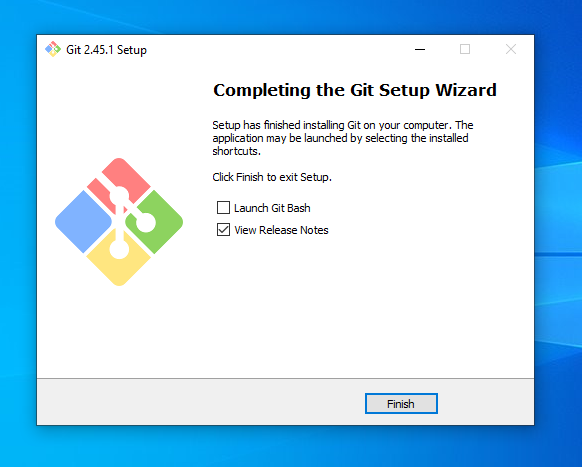 Git 2.45.1 Setup
Completing the Git Setup Wizard
Setup has finished installing Git on your computer. The
application may be launched by selecting the installed
shortcuts.
Click Finish to exit Setup.
Launch Git Bash
View Release Notes
Finish